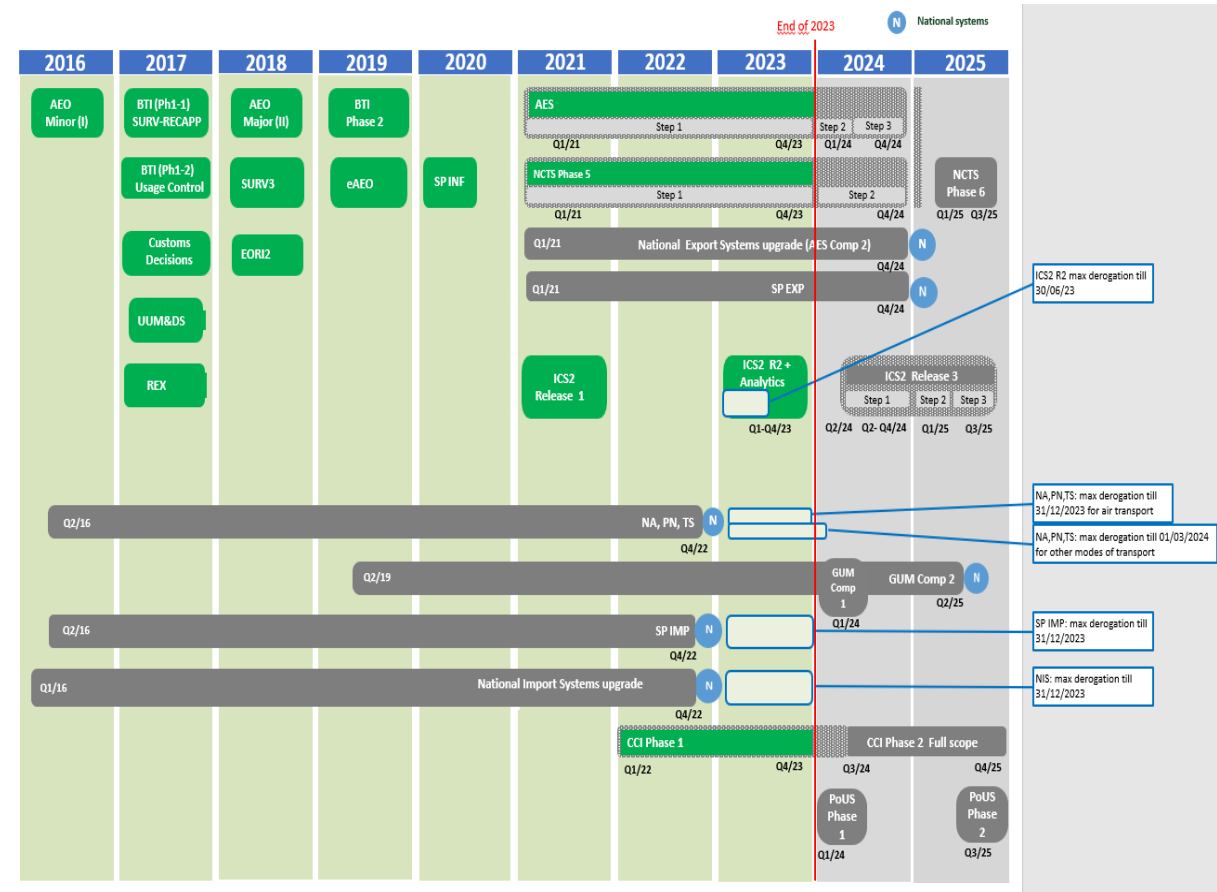 End of 2023
N
National systems
2016
2017
2018
2019
2020
2021
2022
2023
2024
2025
AEO
Minor (I)
BTI (Ph1-1)
SURV-RECAPP
AEO
Major (II)
BTI
Phase 2
AES
Step 1
Step 2
Step 3
Q1/21
Q4/23
Q1/24
Q4/24
BTI (Ph1-2)
Usage Control
SURV3
eAEO
SP INF
NCTS Phase 5
Step 1
Step 2
NCTS
Phase 6
Q1/21
Q4/23
Q4/24
Q1/25
Q3/25
Customs
Decisions
EORI2
Q1/21
National Export Systems upgrade (AES Comp 2)
N
Q4/24
Q1/21
SP EXP
N
Q4/24
ICS2 R2 max derogation till
30/06/23
UUM&DS
REX
ICS2
Release 1
ICS2 R2 +
Analytics
Q1-Q4/23
ICS2 Release 3
Step 1
Step 2
Step 3
Q2/24
Q2- Q4/24
Q1/25
Q3/25
Q2/16
NA, PN, TS
N
Q4/22
NA,PN,TS: max derogation till
31/12/2023 for air transport
NA,PN,TS: max derogation till 01/03/2024
for other modes of transport
Q2/19
GUM
Comp
1
GUM Comp 2
N
Q1/24
Q2/25
Q2/16
SP IMP
N
Q4/22
SP IMP: max derogation till
31/12/2023
Q1/16
National Import Systems upgrade
N
Q4/22
NIS: max derogation till
31/12/2023
CCI Phase 1
CCI Phase 2 Full scope
Q1/22
Q4/23
Q3/24
Q4/25
PoUS
Phase
1
Q1/24
PoUS
Phase
2
Q3/25